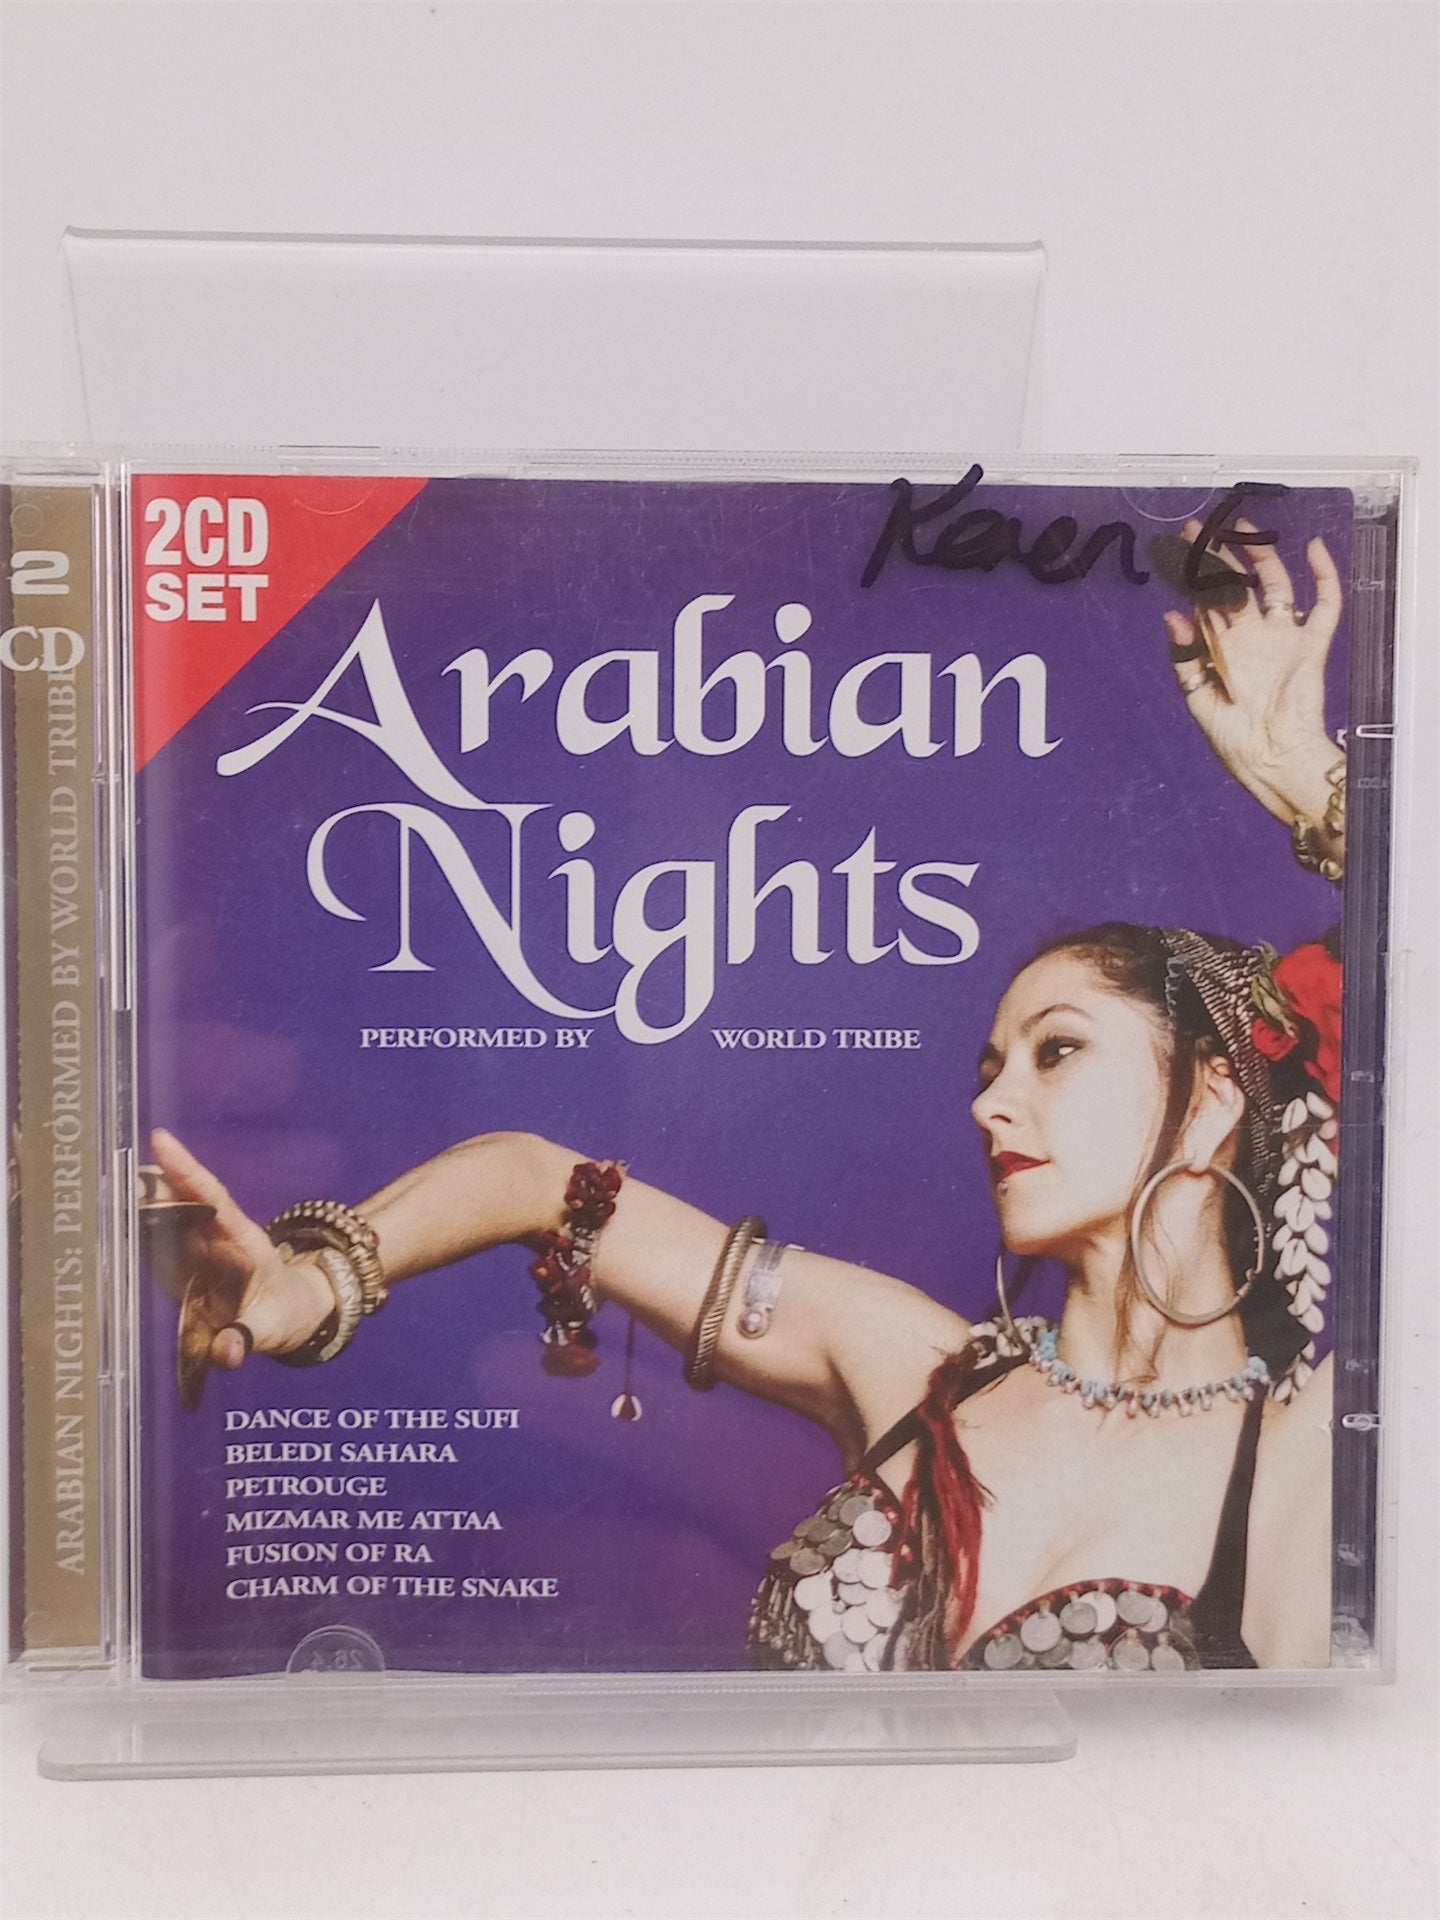 2CD
SET
Karen E
Arabian
Nights
PERFORMED BY WORLD TRIBE
DANCE OF THE SUFI
BELEDI SAHARA
PETROUGE
MIZMAR ME ATTAA
FUSION OF RA
CHARM OF THE SNAKE
2
CD
ARABIAN NIGHTS: PERFORMED BY WORLD TRIBE